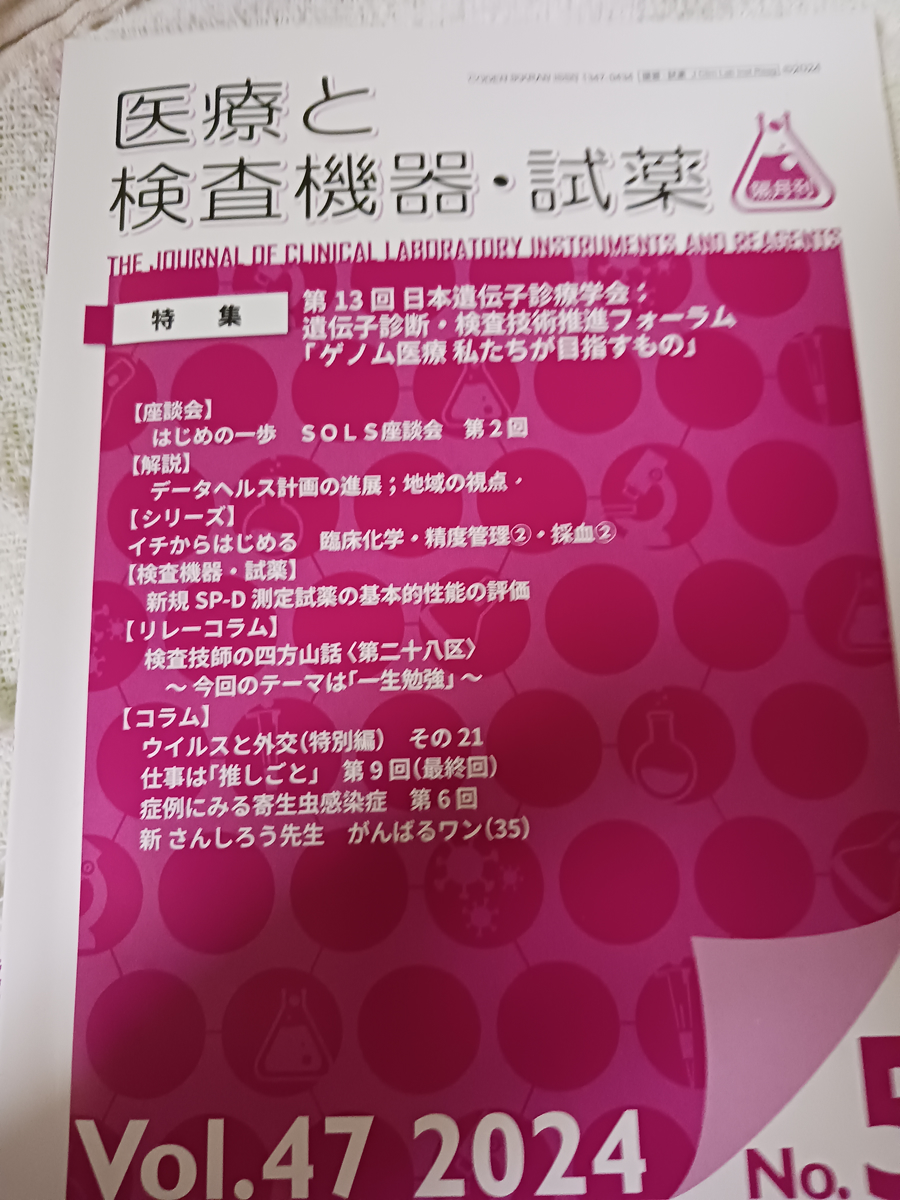 ©2024
医療と
検査機器・試薬
隔月刊
THE JOURNAL OF CLINICAL LABORATORY INSTRUMENTS AND REAGENTS
特 集
第 13 回 日本遺伝子診療学会；
遺伝子診断・検査技術推進フォーラム
「ゲノム医療 私たちが目指すもの」
【座談会】
はじめの一歩 SOLS座談会 第2回
【解説】
データヘルス計画の進展；地域の視点
【シリーズ】
イチからはじめる 臨床化学・精度管理②・採血②
【検査機器・試薬】
新規 SP-D 測定試薬の基本的性能の評価
【リレーコラム】
検査技師の四方山話〈第二十八区〉
～ 今回のテーマは「一生勉強」～
【コラム】
ウイルスと外交（特別編） その 21
仕事は「推しごと」 第 9 回（最終回）
症例にみる寄生虫感染症 第 6 回
新 さんしろう先生 がんばるワン（35）
Vol.47 2024 No. 5